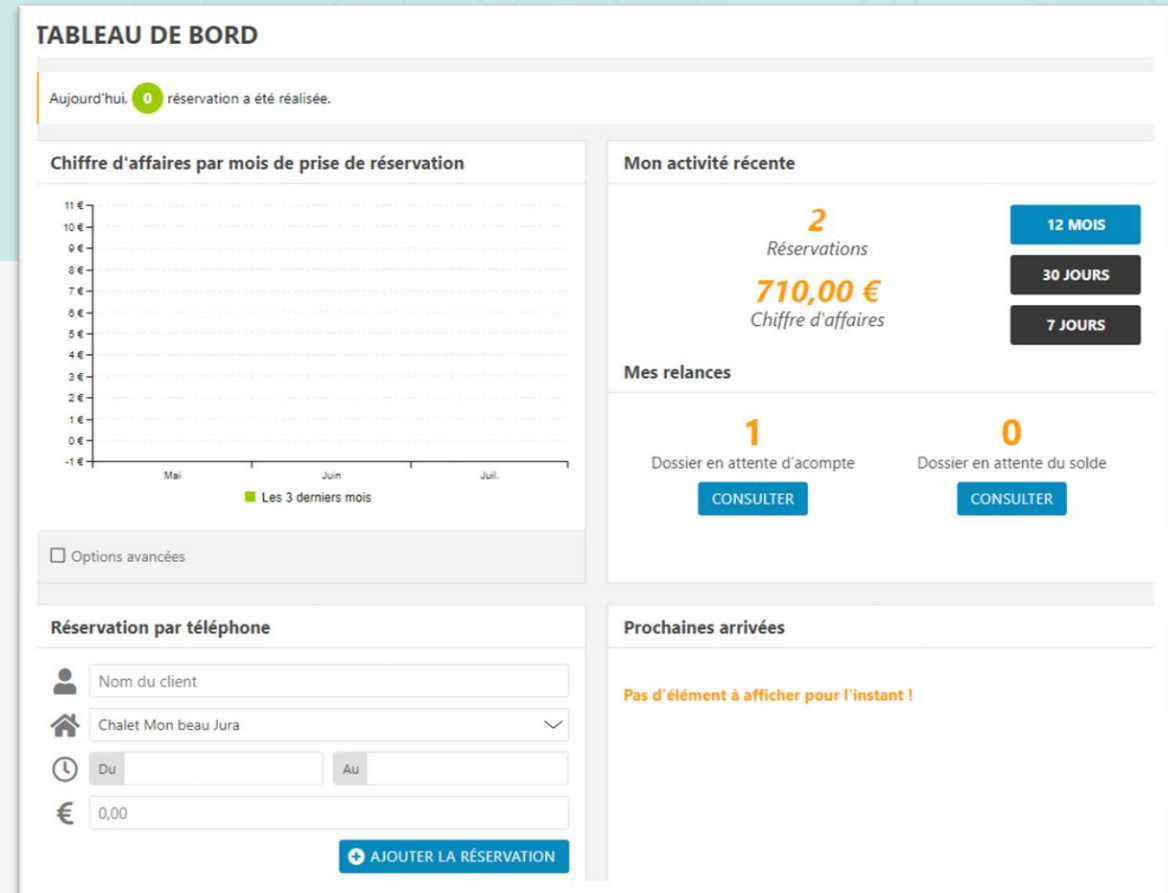 TABLEAU DE BORD
Aujourd'hui, 0 réservation a été réalisée.
Chiffre d'affaires par mois de prise de réservation
11 €
10 €
9 €
8 €
7 €
6 €
5 €
4 €
3 €
2 €
1 €
0 €
-1 €
Mai Juin Juil.
Les 3 derniers mois
Options avancées
Mon activité récente
2
Réservations
710,00 €
Chiffre d'affaires
12 MOIS
30 JOURS
7 JOURS
Mes relances
1 0
Dossier en attente d'acompte Dossier en attente du solde
CONSULTER CONSULTER
Réservation par téléphone
Nom du client
Chalet Mon beau Jura
Du Au
€ 0,00
AJOUTER LA RÉSERVATION
Prochaines arrivées
Pas d'élément à afficher pour l'instant !